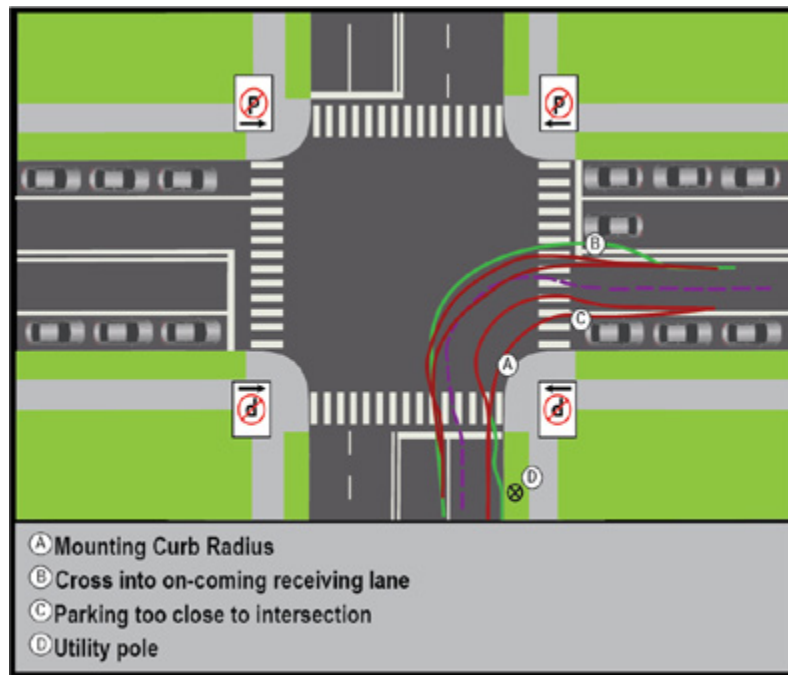 P
P
B
C
A
P
P
D
A Mounting Curb Radius
B Cross into on-coming receiving lane
C Parking too close to intersection
D Utility pole